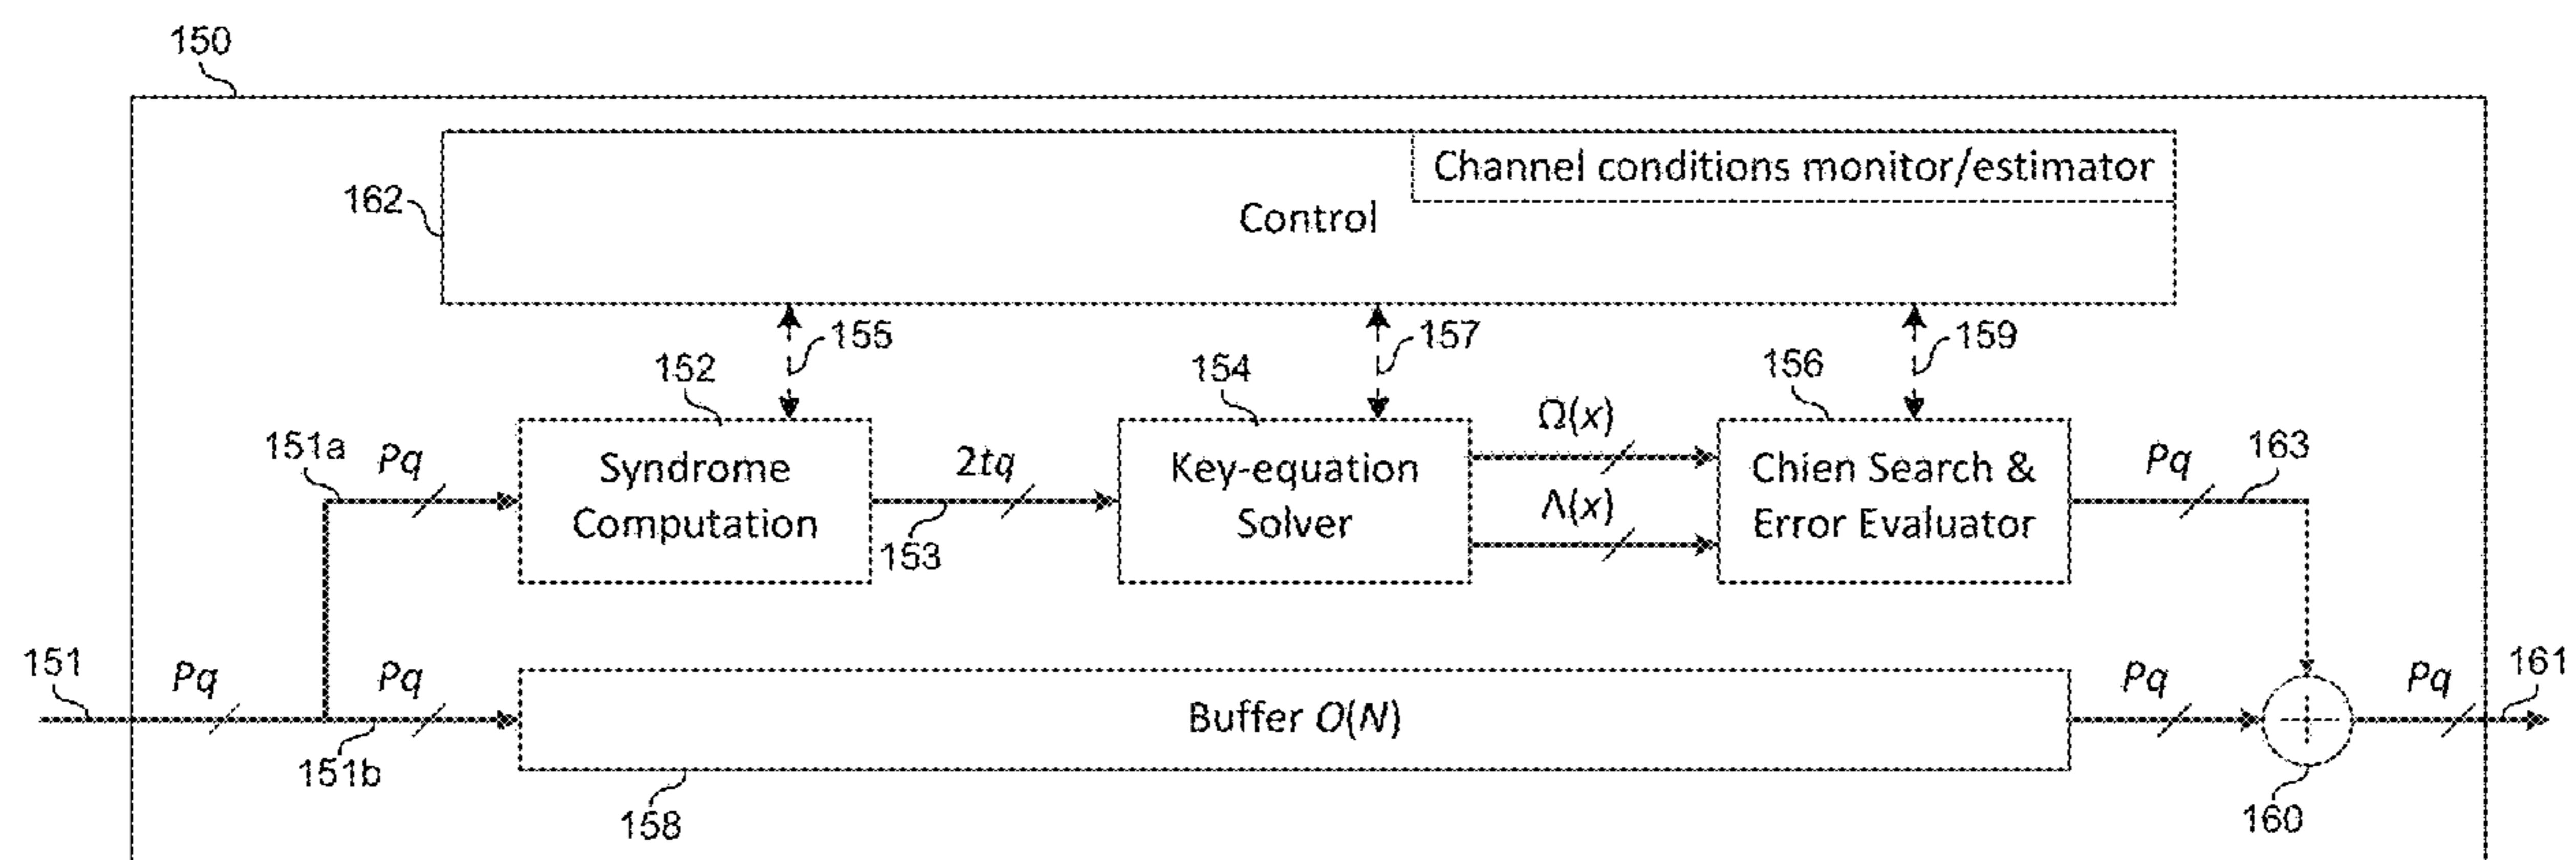 150
Channel conditions monitor/estimator
162
Control
155
157
159
152
154
156
151a
Pq
Syndrome
Computation
2tq
153
Key-equation
Solver
Ω(x)
Λ(x)
Chien Search &
Error Evaluator
Pq
163
151
Pq
Pq
151b
Buffer O(N)
158
Pq
160
Pq
161